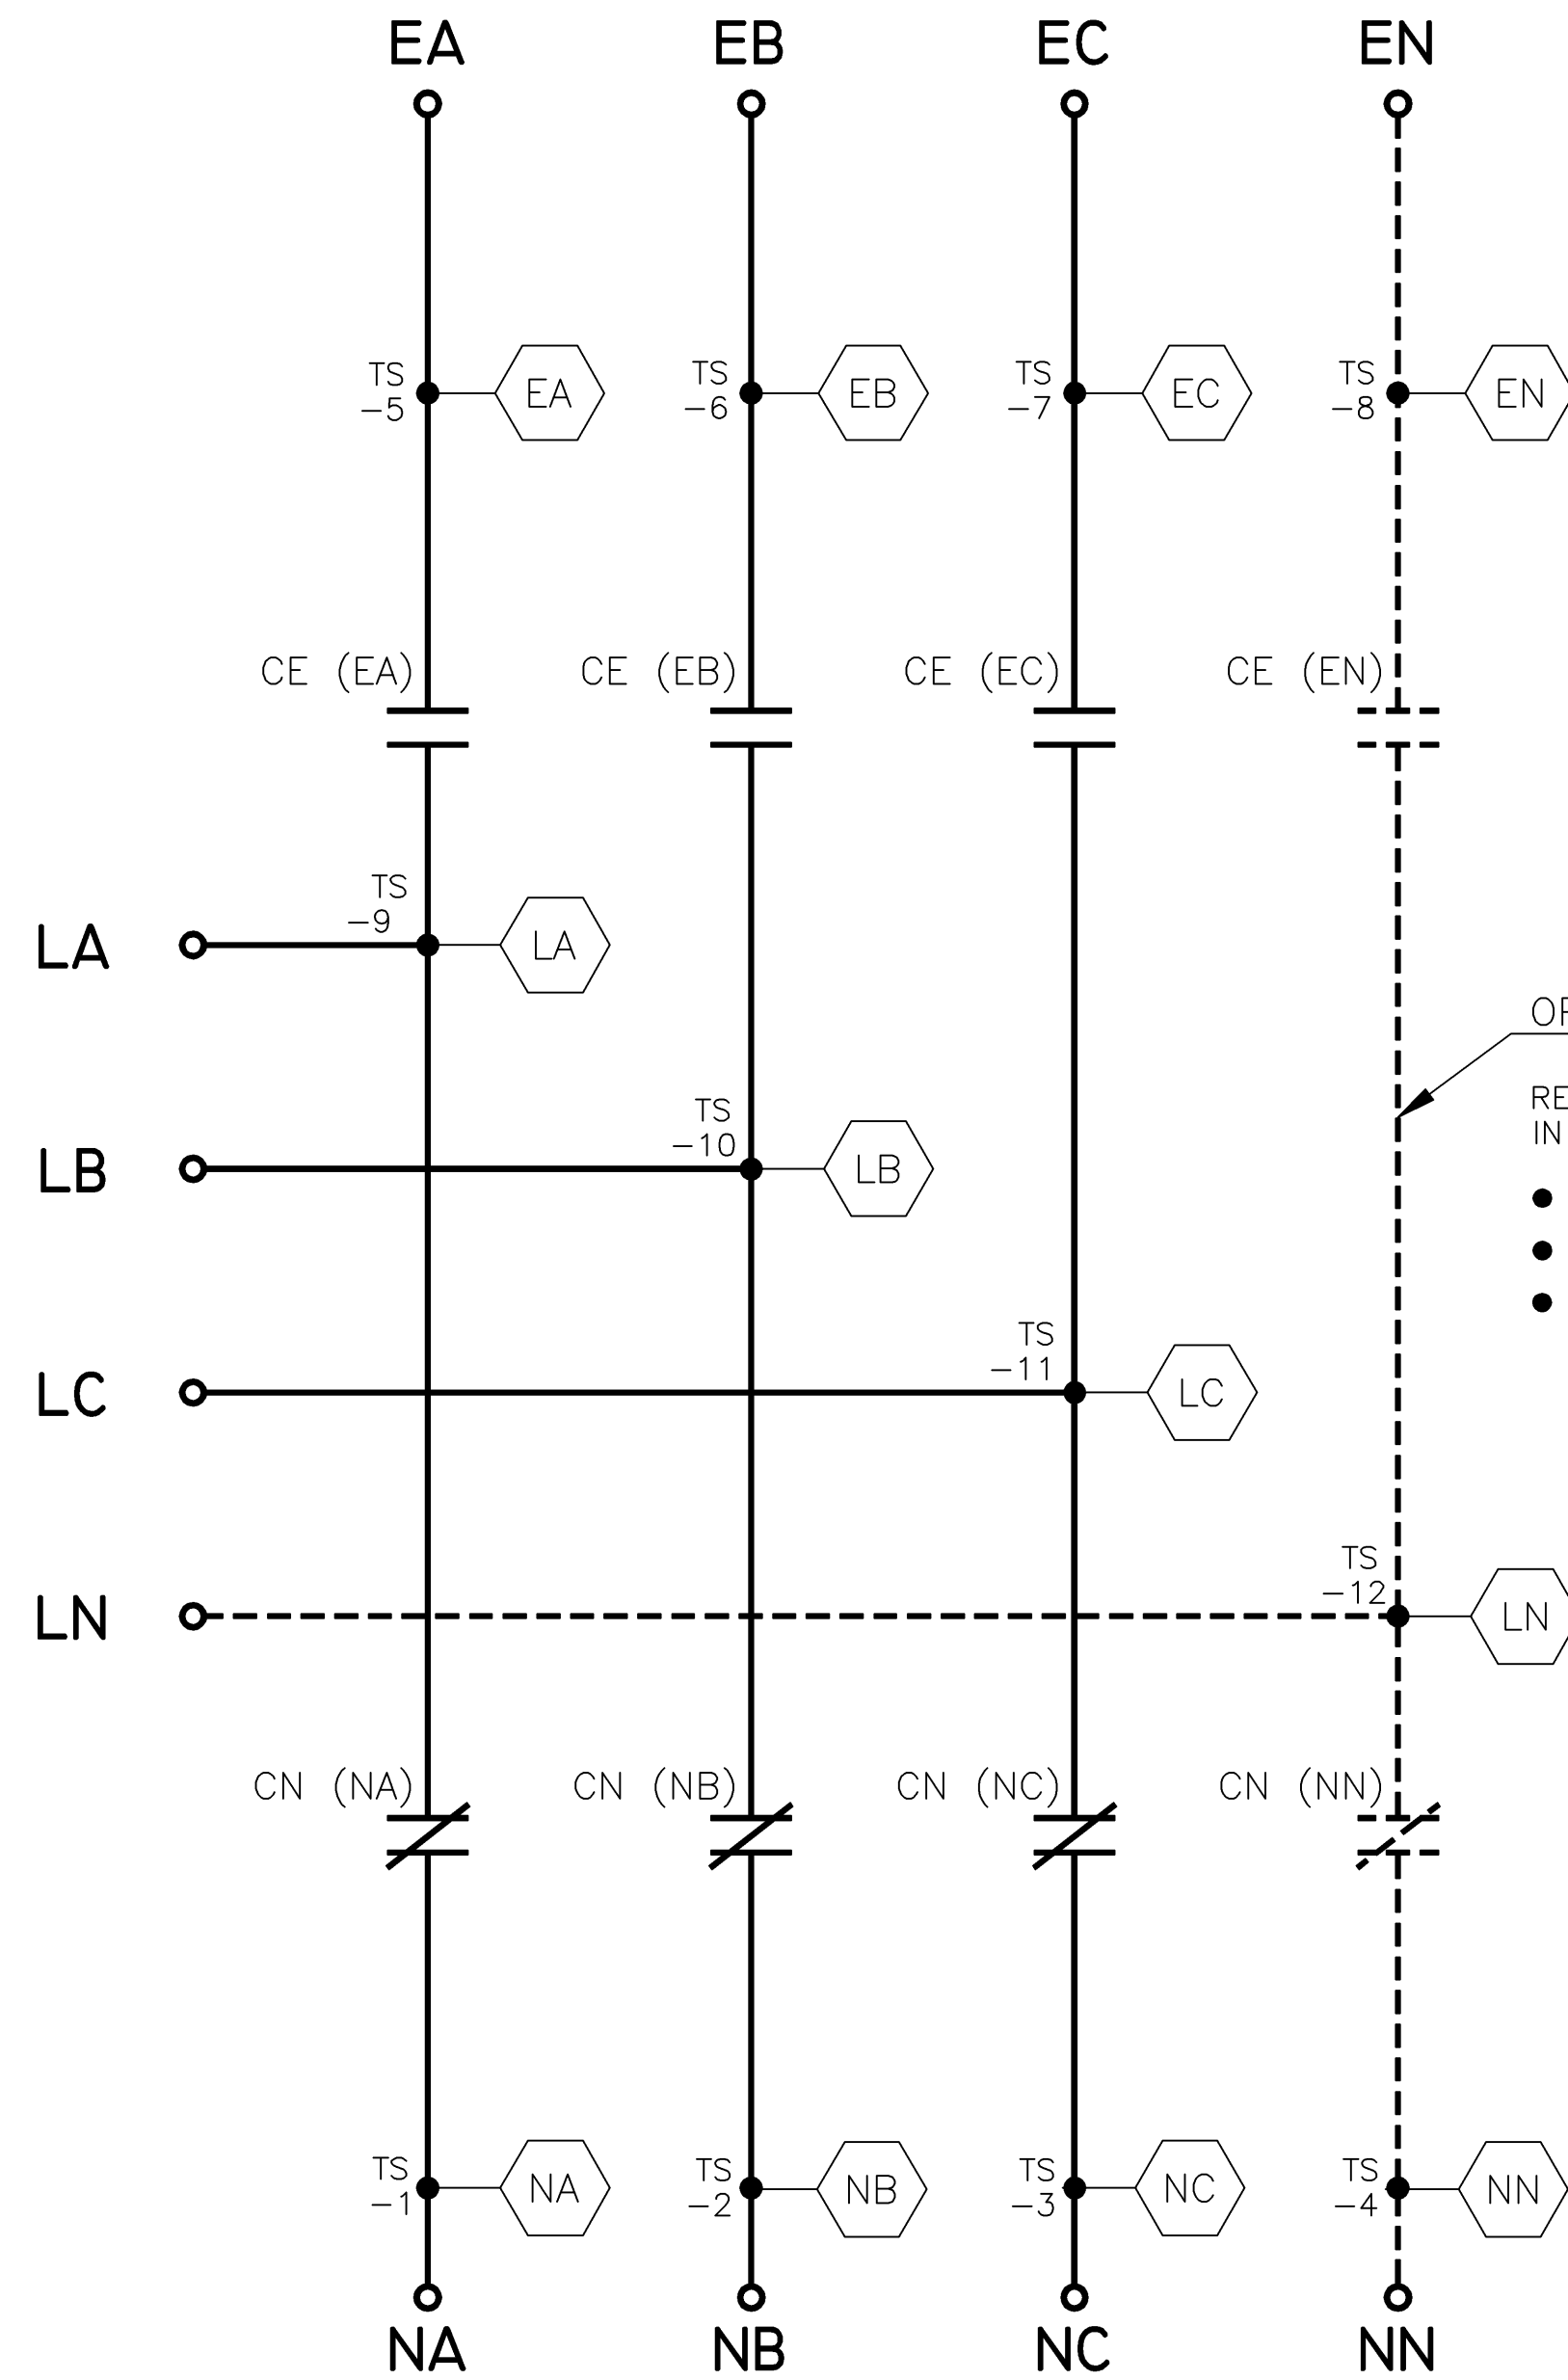 EA EB EC EN
TS TS TS TS
-5 EA -6 EB -7 EC -8 EN
CE (EA) CE (EB) CE (EC) CE (EN)
TS
-9
LA LA
OP
RE
IN
TS
-10
LB LB
TS
-11
LC LC
TS
-12
LN LN
CN (NA) CN (NB) CN (NC) CN (NN)
TS TS TS TS
-1 NA -2 NB -3 NC -4 NN
NA NB NC NN